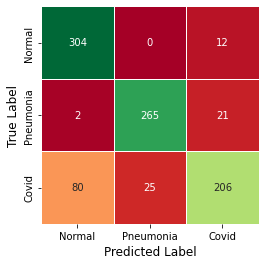 True Label
Normal 304 0 12
Pneumonia 2 265 21
Covid 80 25 206
Normal Pneumonia Covid
Predicted Label